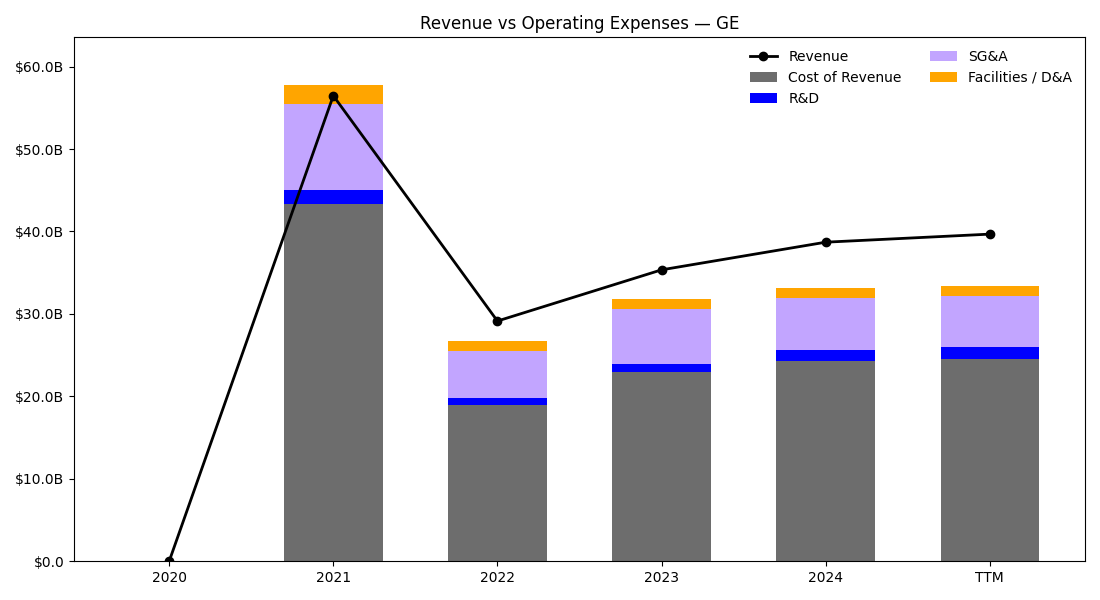 Revenue vs Operating Expenses — GE
Revenue
Cost of Revenue
R&D
SG&A
Facilities / D&A
$60.0B
$50.0B
$40.0B
$30.0B
$20.0B
$10.0B
$0.0
2020 2021 2022 2023 2024 TTM